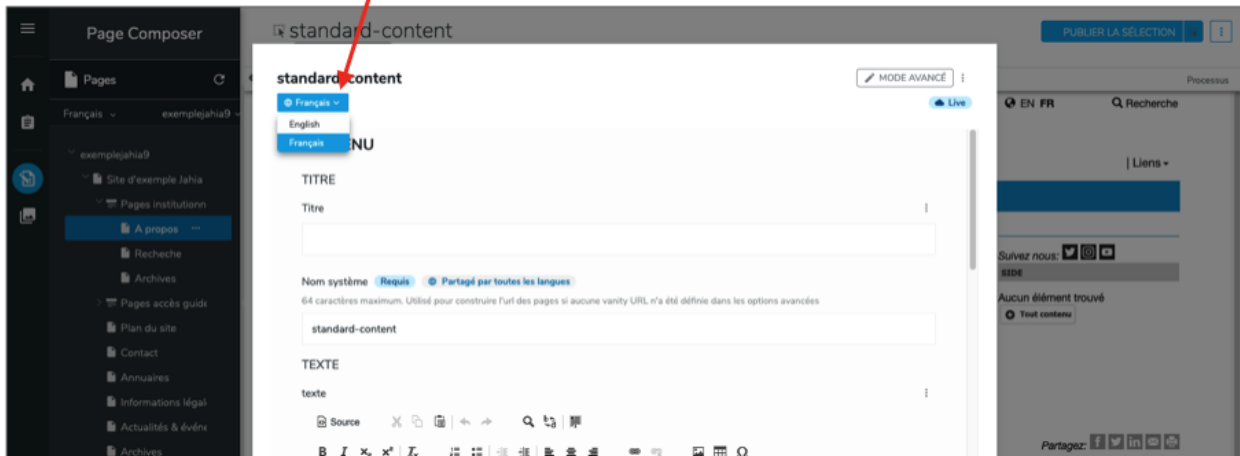 Page Composer
standard-content
PUBLIER LA SÉLECTION
Pages
standard-content
MODE AVANCÉ
Processus
Français
Live
Français
exemplejahia9
English
Français
EN FR
Recherche
NU
exemplejahia9
| Liens
Site d'exemple Jahia
TITRE
Pages institutionn
Titre
A propos
Recheche
Suivez nous:
SIDE
Archives
Nom système Requis Partagé par toutes les langues
Aucun élément trouvé
Pages accès guidé
64 caractères maximum. Utilisé pour construire l'url des pages si aucune vanity URL n'a été définie dans les options avancées
Tout contenu
Plan du site
standard-content
Contact
TEXTE
Annuaires
texte
Informations légal
Source
Actualités & événe
Partagez:
Archives